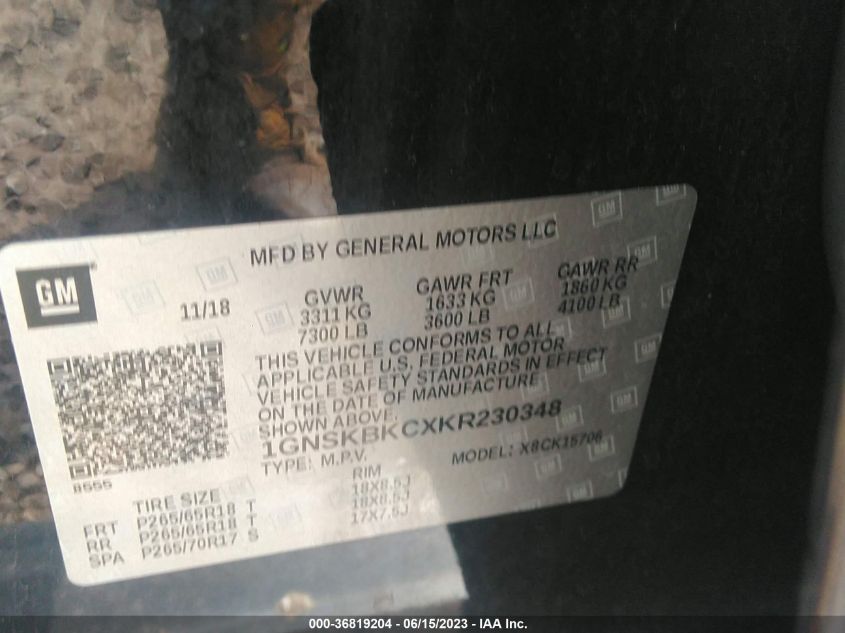 MFD BY GENERAL MOTORS LLC
GM
11/18
GVWR
3311 KG
7300 LB
GAWR FRT
1633 KG
3600 LB
GAWR RR
1860 KG
4100 LB
THIS VEHICLE CONFORMS TO ALL
APPLICABLE U.S. FEDERAL MOTOR
VEHICLE SAFETY STANDARDS IN EFFECT
ON THE DATE OF MANUFACTURE
SHOWN ABOVE.
1GNSKBKCXKR230348
TYPE: M.P.V.
MODEL: X8CK15706
8555
TIRE SIZE RIM
FRT P265/65R18 T 18X8.5J
RR P265/65R18 T 18X8.5J
SPA P265/70R17 S 17X7.5J
000-36819204 - 06/15/2023 - IAA Inc.